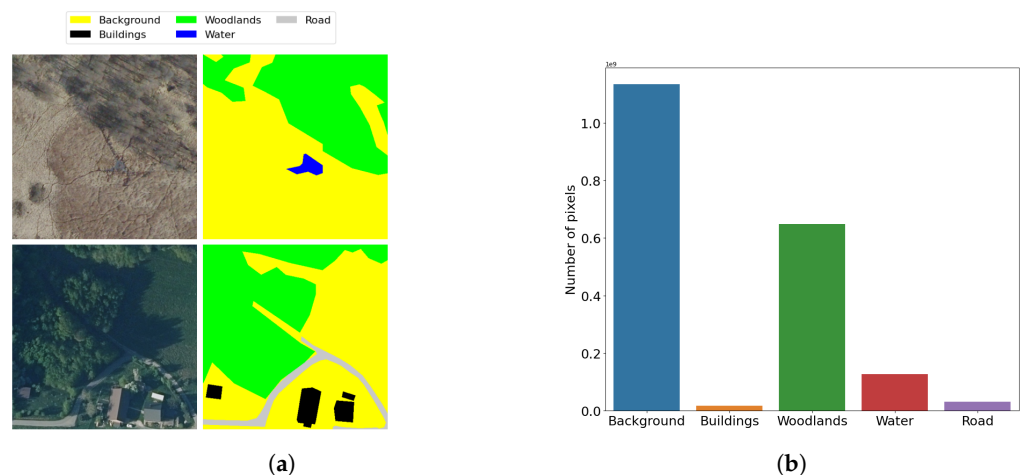 Background Woodlands Road
Buildings Water
1e9
1.0
0.8
0.6
0.4
0.2
0.0
Number of pixels
Background Buildings Woodlands Water Road
(a)
(b)